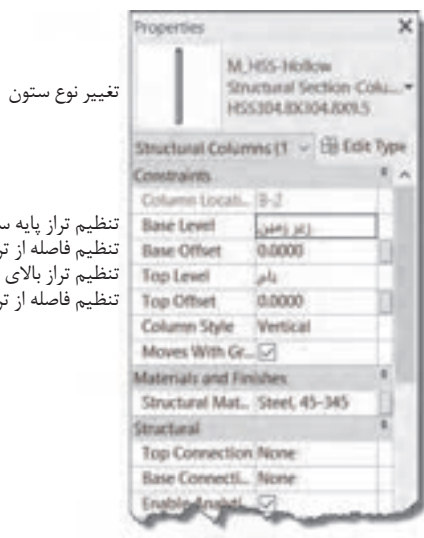 Properties
M_HSS-Hollow
Structural Section-Colu...
HSS304.8X304.8X9.5
تغییر نوع ستون
Structural Columns (1
Edit Type
Constraints
Column Locati... B-2
تنظیم تراز پایه
Base Level زیر زمین
تنظیم فاصله از
Base Offset 0.0000
تنظیم تراز بالای
Top Level بام
تنظیم فاصله از
Top Offset 0.0000
Column Style Vertical
Moves With Gr...
Materials and Finishes
Structural Mat... Steel, 45-345
Structural
Top Connection None
Base Connecti... None
Enable Analyti...